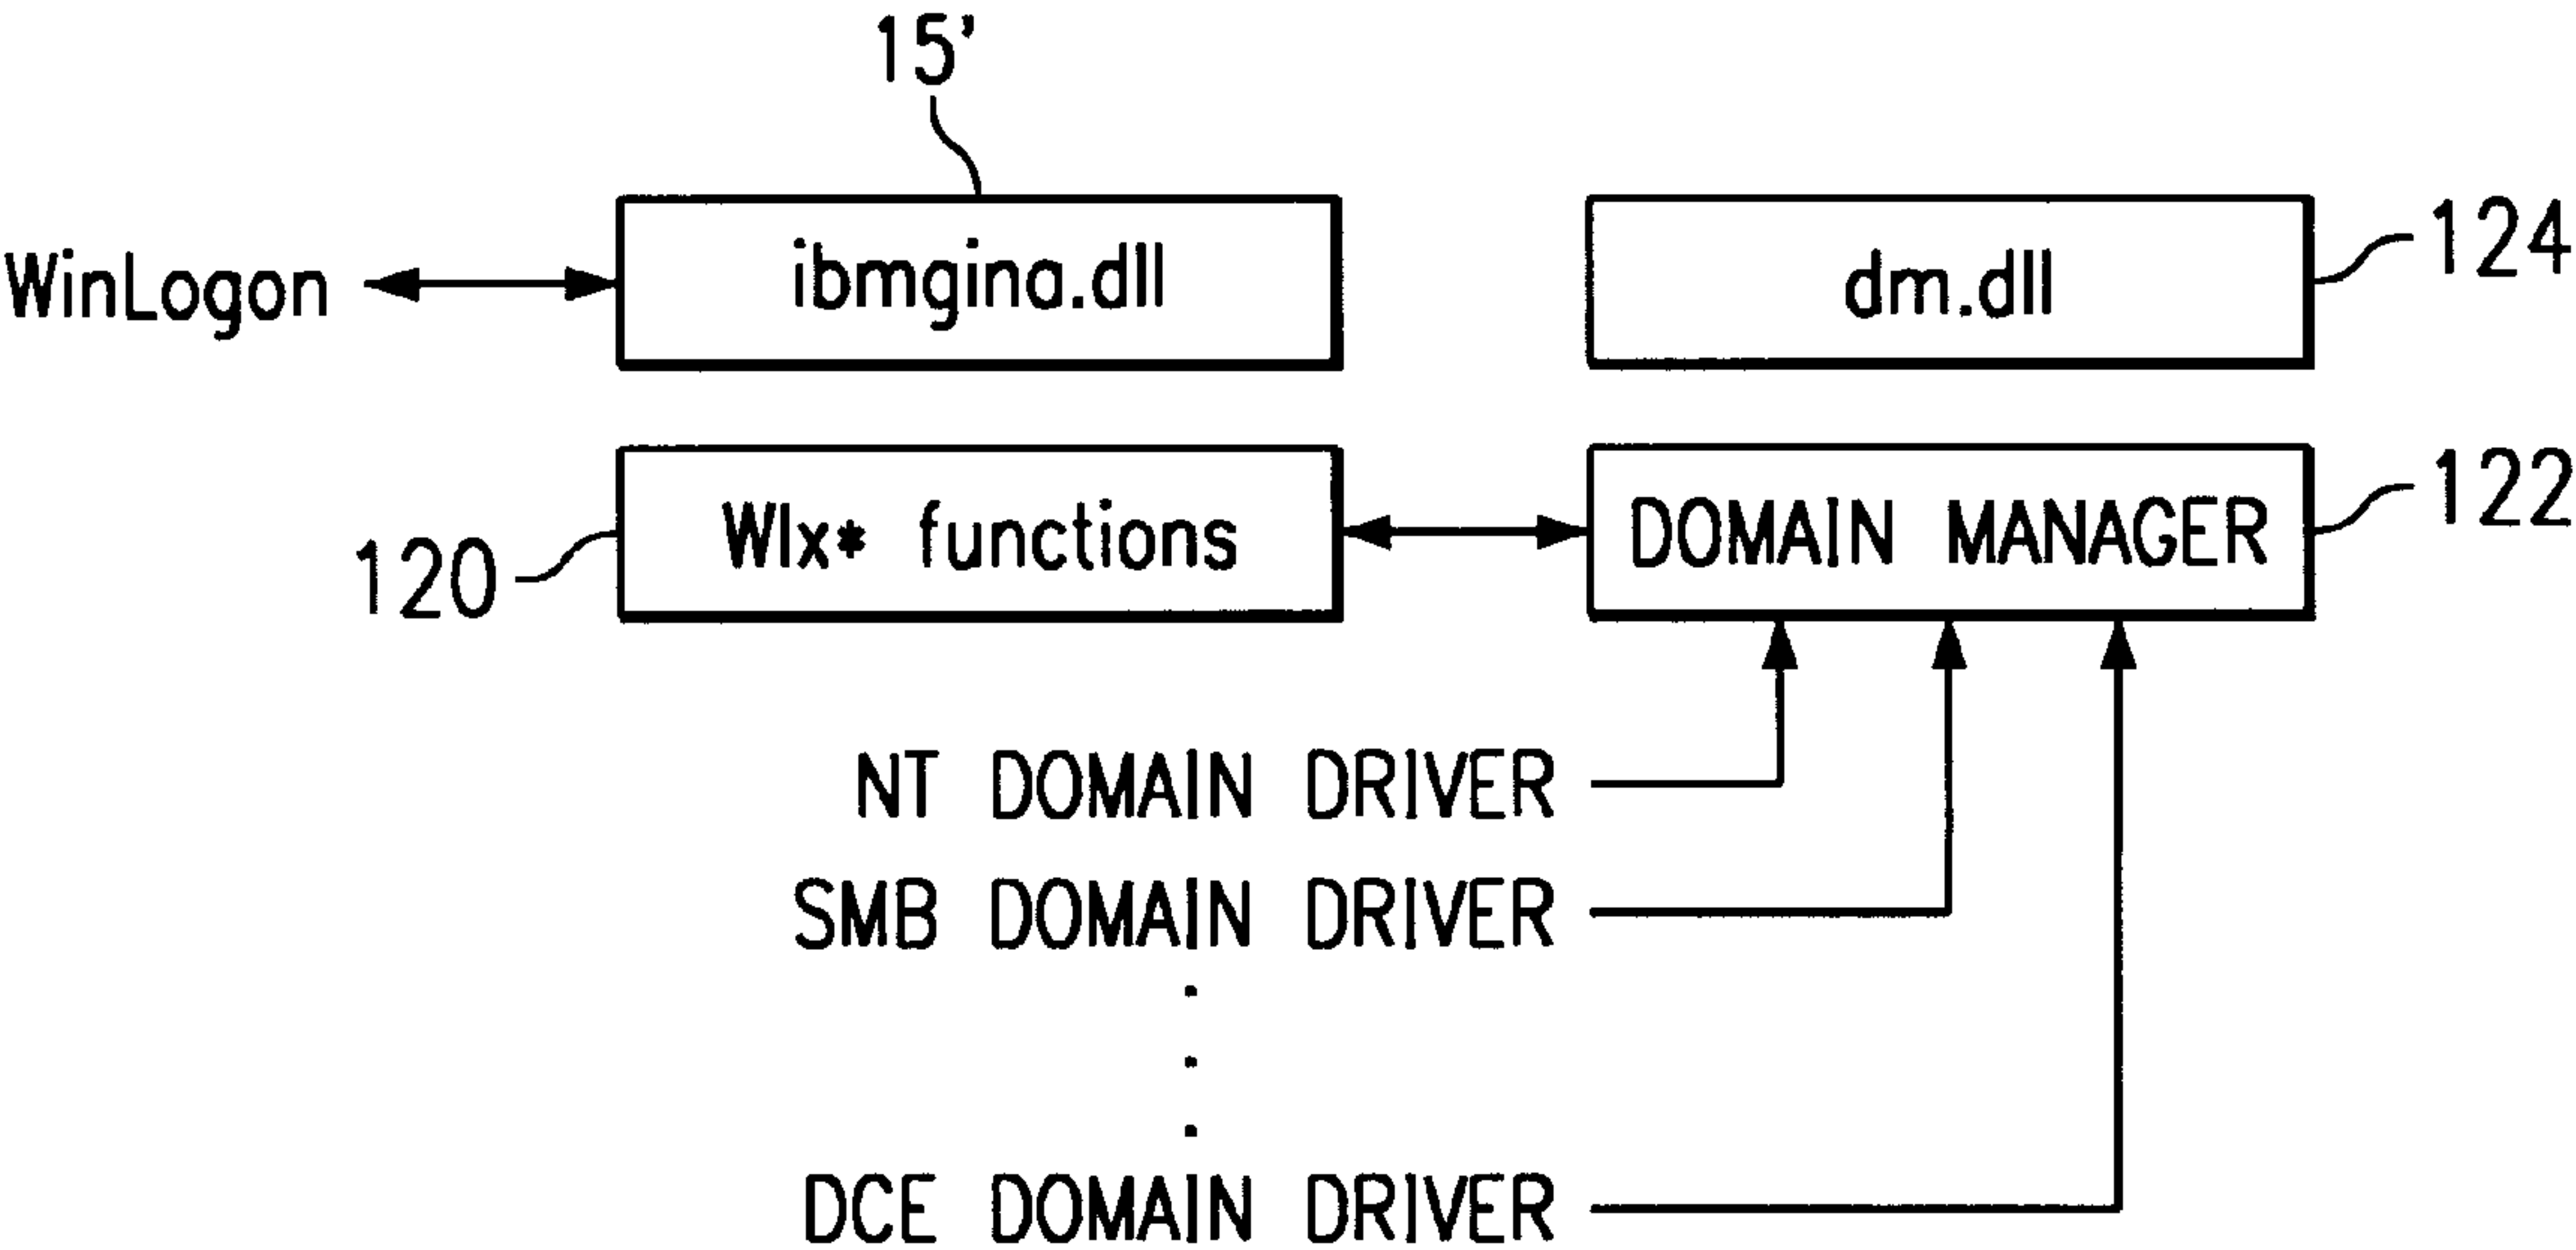 15'
WinLogon
ibmgina.dll
dm.dll
124
Wlx* functions
DOMAIN MANAGER
122
120
NT DOMAIN DRIVER
SMB DOMAIN DRIVER
DCE DOMAIN DRIVER